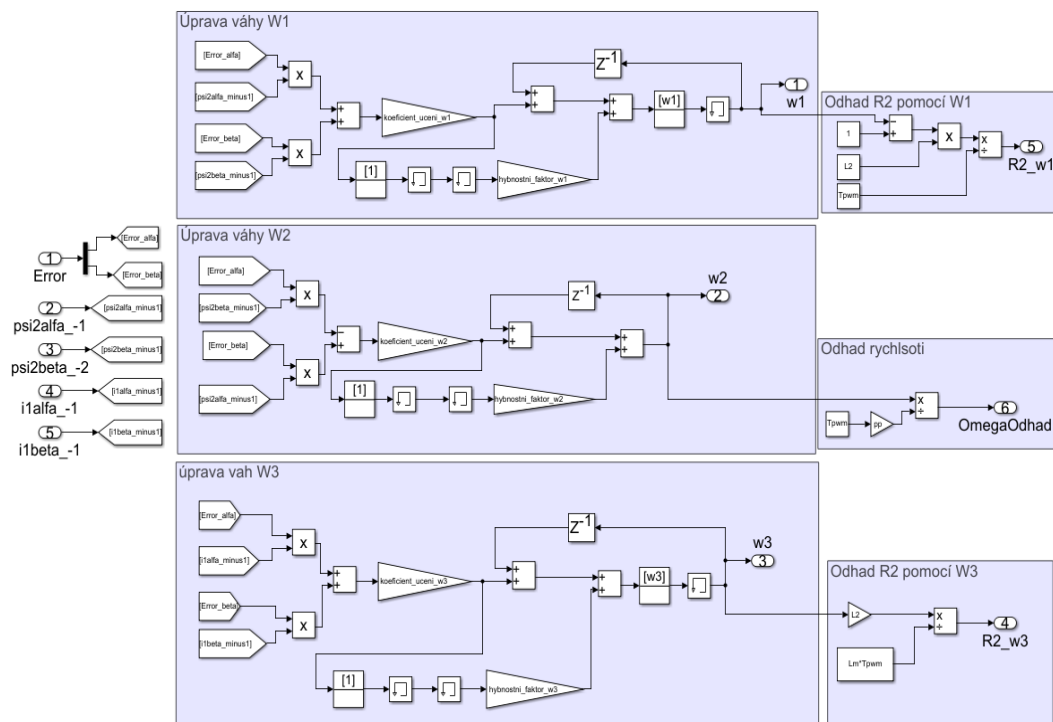 Úprava váhy W1
[Error_alfa]
x
[psi2alfa_minus1]
+
+
[Error_beta]
x
[psi2beta_minus1]
koeficient_uceni_w1
Z-1
+
+
+
+
[w1]
[1]
hybnostni_faktor_w1
1
w1
Odhad R2 pomocí W1
1
−
+
L2
x
Tpwm
x
÷
5
R2_w1
1
Error
[Error_alfa]
[Error_beta]
2
psi2alfa_-1
[psi2alfa_minus1]
3
psi2beta_-2
[psi2beta_minus1]
4
i1alfa_-1
[i1alfa_minus1]
5
i1beta_-1
[i1beta_minus1]
Úprava váhy W2
[Error_alfa]
x
[psi2beta_minus1]
−
+
[Error_beta]
x
[psi2alfa_minus1]
koeficient_uceni_w2
z-1
+
+
+
+
[1]
hybnostni_faktor_w2
w2
2
Odhad rychlsoti
Tpwm
pp
x
÷
6
OmegaOdhad
úprava vah W3
[Error_alfa]
x
[i1alfa_minus1]
+
+
[Error_beta]
x
[i1beta_minus1]
koeficient_uceni_w3
Z-1
+
+
+
+
[w3]
[1]
hybnostni_faktor_w3
w3
3
Odhad R2 pomocí W3
L2
Lm*Tpwm
x
÷
4
R2_w3